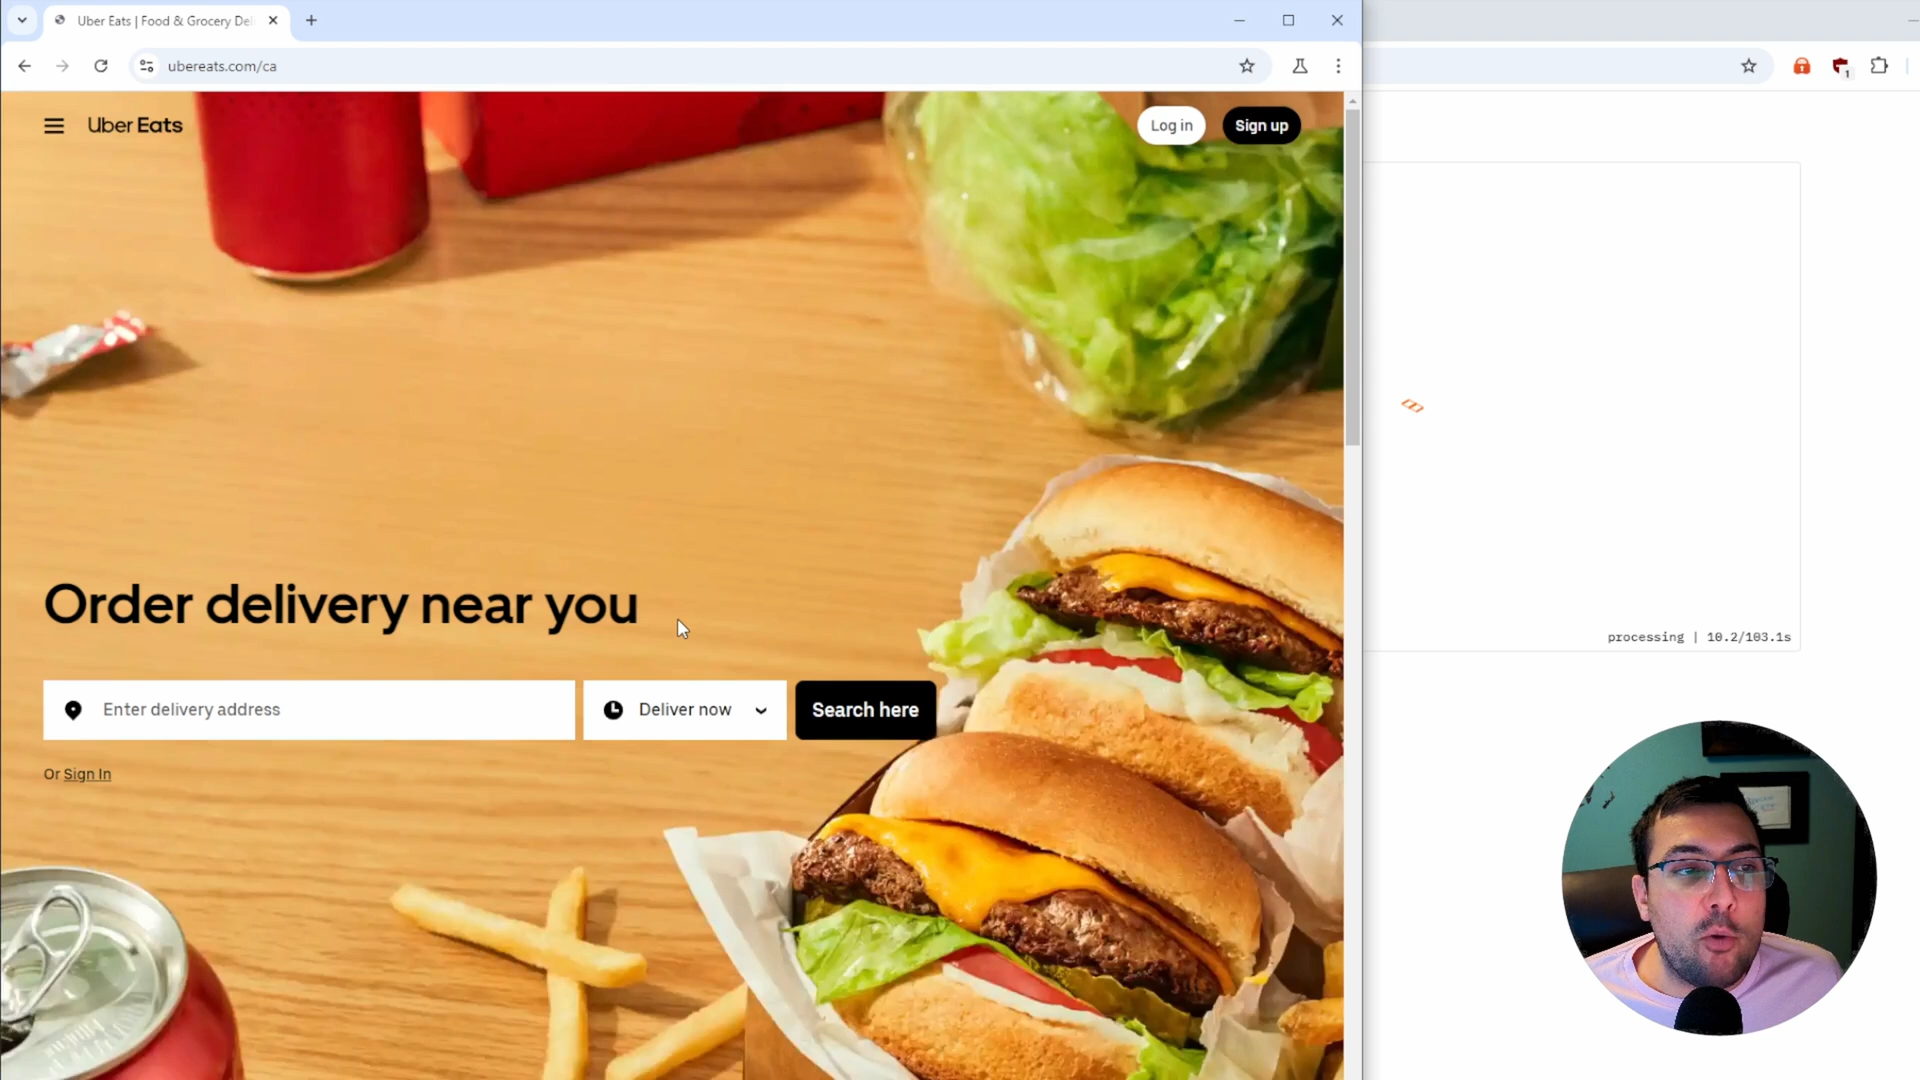 Uber Eats | Food & Grocery Del
ubereats.com/ca
1
Uber Eats
Log in
Sign up
Order delivery near you
Enter delivery address
Deliver now
Search here
Or Sign In
processing | 10.2/103.1s